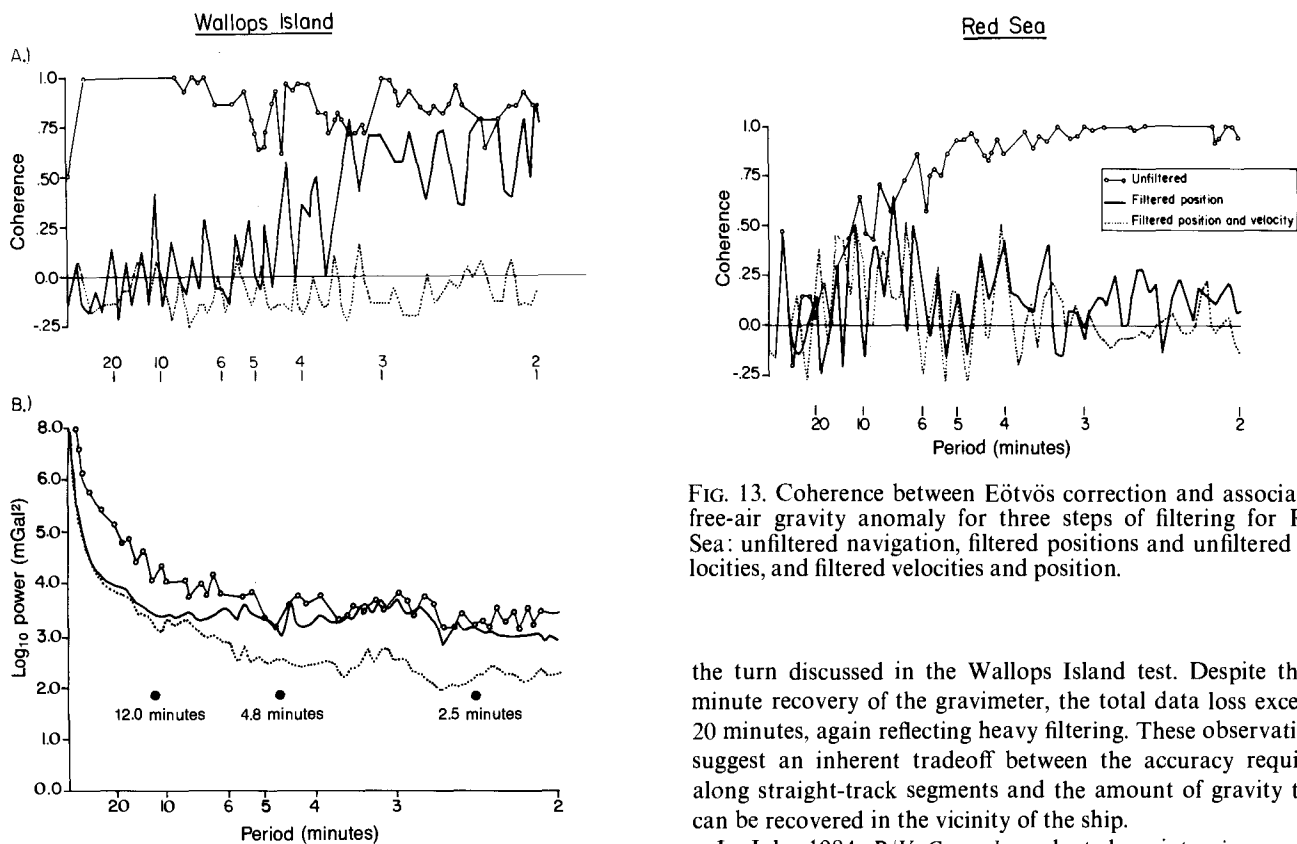 Wallops Island
A.)
1.0
.75
.50
.25
0.0
-.25
Coherence
20 10 6 5 4 3 2
B.)
8.0
6.0
5.0
4.0
3.0
2.0
1.0
0.0
Log10 power (mGal²)
12.0 minutes 4.8 minutes 2.5 minutes
20 10 6 5 4 3 2
Period (minutes)
Red Sea
1.0
.75
.50
.25
0.0
-.25
Coherence
Unfiltered
Filtered position
Filtered position and velocity
20 10 6 5 4 3 2
Period (minutes)
FIG. 13. Coherence between Eötvös correction and associa
free-air gravity anomaly for three steps of filtering for
Sea: unfiltered navigation, filtered positions and unfiltered
locities, and filtered velocities and position.
the turn discussed in the Wallops Island test. Despite th
minute recovery of the gravimeter, the total data loss exce
20 minutes, again reflecting heavy filtering. These observati
suggest an inherent tradeoff between the accuracy requi
along straight-track segments and the amount of gravity t
can be recovered in the vicinity of the ship.